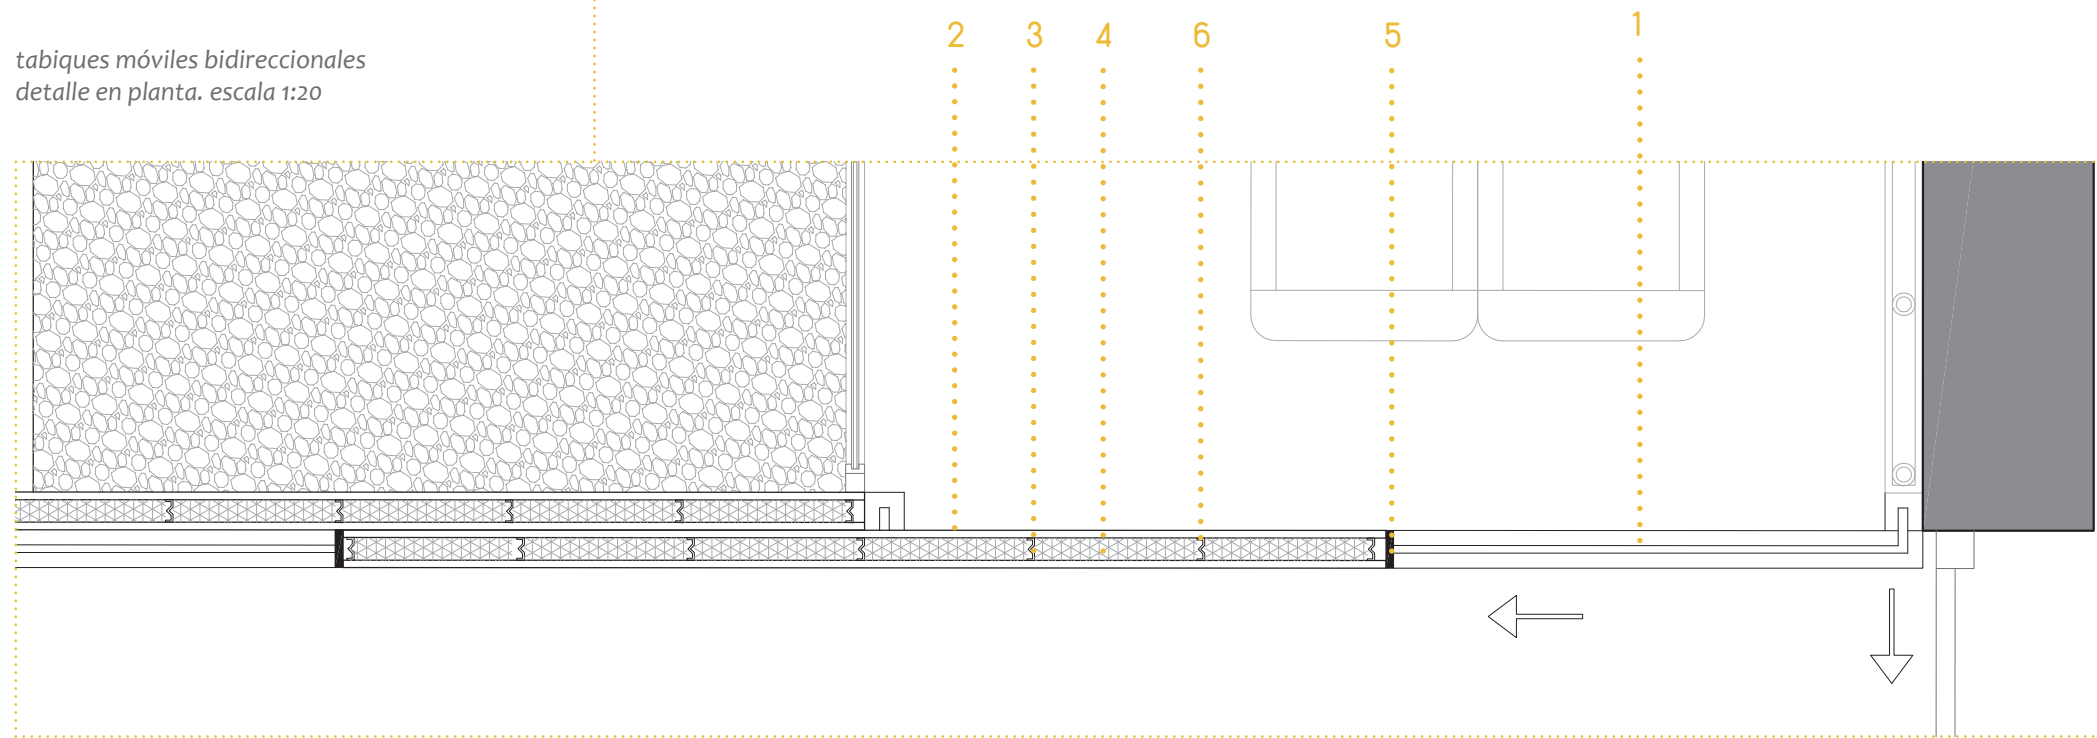 tabiques móviles bidireccionales
detalle en planta. escala 1:20
2 3 4 6 5 1